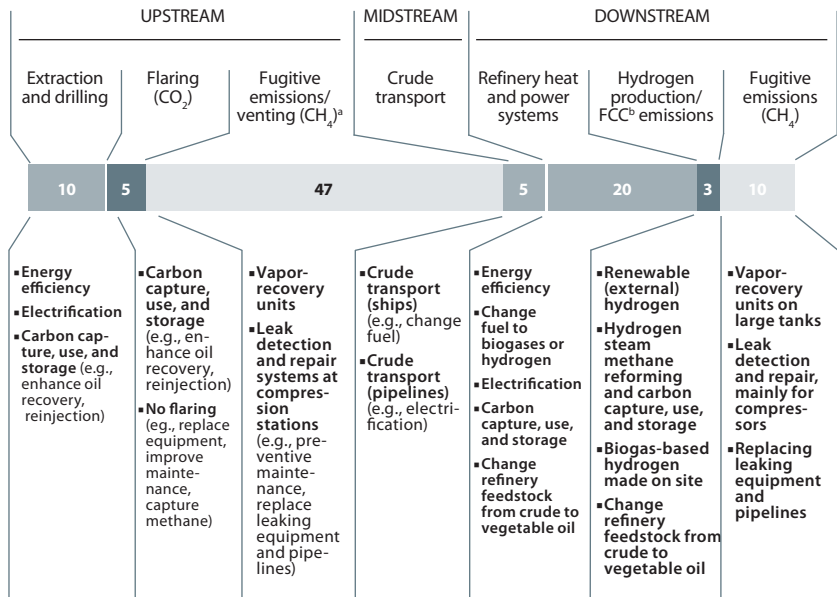 UPSTREAM
MIDSTREAM
DOWNSTREAM
Extraction
and drilling
Flaring
(CO2)
Fugitive
emissions/
venting (CH4)a
Crude
transport
Refinery heat
and power
systems
Hydrogen
production/
FCCb emissions
Fugitive
emissions
(CH4)
10
5
47
5
20
3
10
▪ Energy
efficiency
▪ Electrification
▪ Carbon cap-
ture, use, and
storage (e.g.,
enhance oil
recovery,
reinjection)
▪ Carbon
capture,
use, and
storage
(e.g., en-
hance oil
recovery,
reinjection)
▪ No flaring
(eg., replace
equipment,
improve
mainte-
nance,
capture
methane)
▪ Vapor-
recovery
units
▪ Leak
detection
and repair
systems at
compres-
sion
stations
(e.g., pre-
ventive
mainte-
nance,
replace
leaking
equipment
and pipe-
lines)
▪ Crude
transport
(ships)
(e.g., change
fuel)
▪ Crude
transport
(pipelines)
(e.g., electri-
fication)
▪ Energy
efficiency
▪ Change
fuel to
biogases or
hydrogen
▪ Electrification
▪ Carbon
capture, use,
and storage
▪ Change
refinery
feedstock
from crude to
vegetable oil
▪ Renewable
(external)
hydrogen
▪ Hydrogen
steam
methane
reforming
and carbon
capture, use,
and storage
▪ Biogas-based
hydrogen
made on site
▪ Change
refinery
feedstock from
crude to
vegetable oil
▪ Vapor-
recovery
units on
large tanks
▪ Leak
detection
and repair,
mainly for
compres-
sors
▪ Replacing
leaking
equipment
and
pipelines